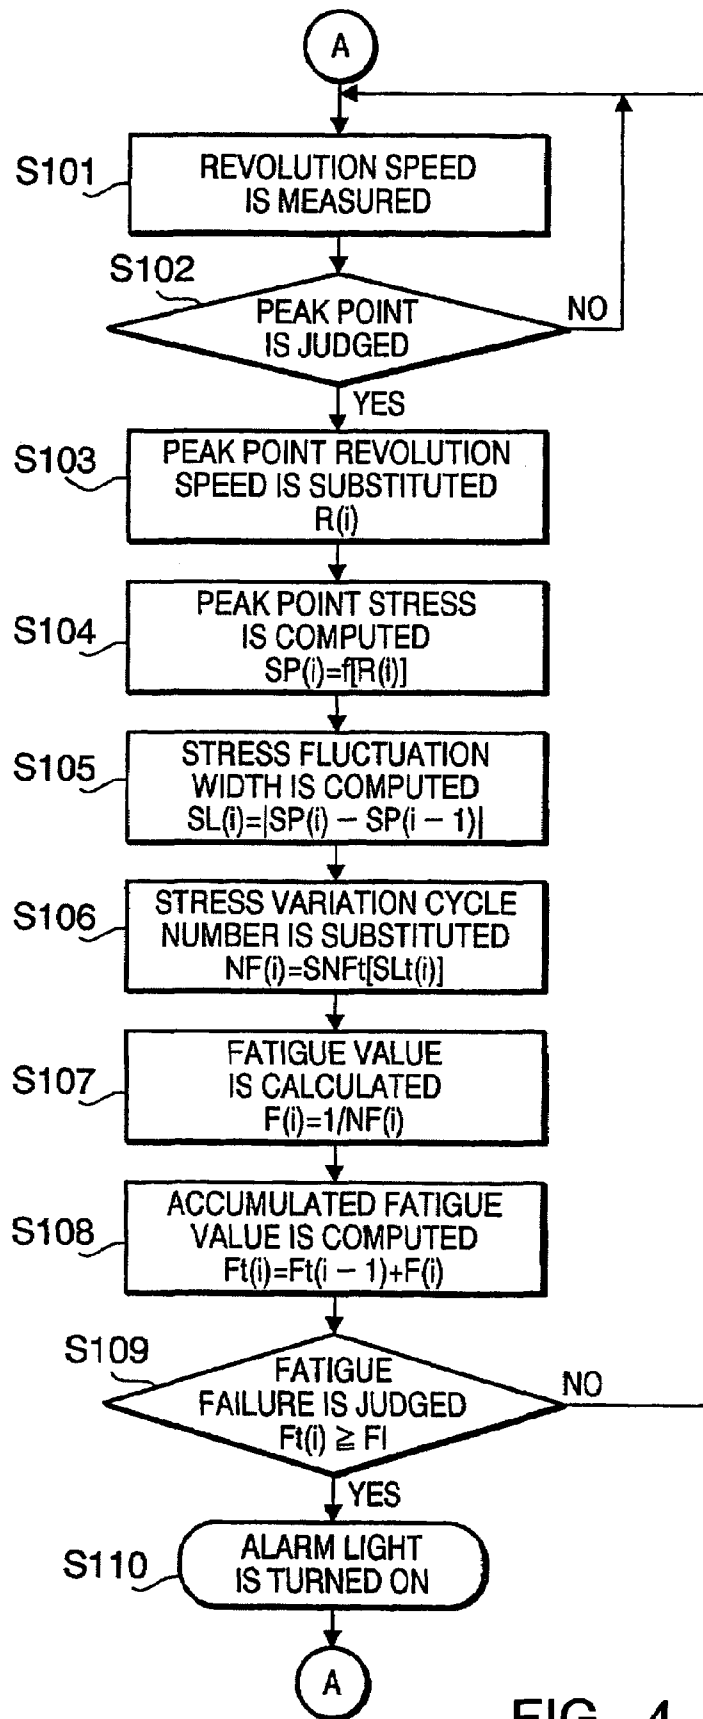 A
S101
REVOLUTION SPEED
IS MEASURED
S102
PEAK POINT
IS JUDGED
NO
YES
S103
PEAK POINT REVOLUTION
SPEED IS SUBSTITUTED
R(i)
S104
PEAK POINT STRESS
IS COMPUTED
SP(i)=f[R(i)]
S105
STRESS FLUCTUATION
WIDTH IS COMPUTED
SL(i)=|SP(i) − SP(i − 1)|
S106
STRESS VARIATION CYCLE
NUMBER IS SUBSTITUTED
NF(i)=SNFt[SLt(i)]
S107
FATIGUE VALUE
IS CALCULATED
F(i)=1/NF(i)
S108
ACCUMULATED FATIGUE
VALUE IS COMPUTED
Ft(i)=Ft(i − 1)+F(i)
S109
FATIGUE
FAILURE IS JUDGED
Ft(i) ≧ Fl
NO
YES
S110
ALARM LIGHT
IS TURNED ON
A
FIG. 4